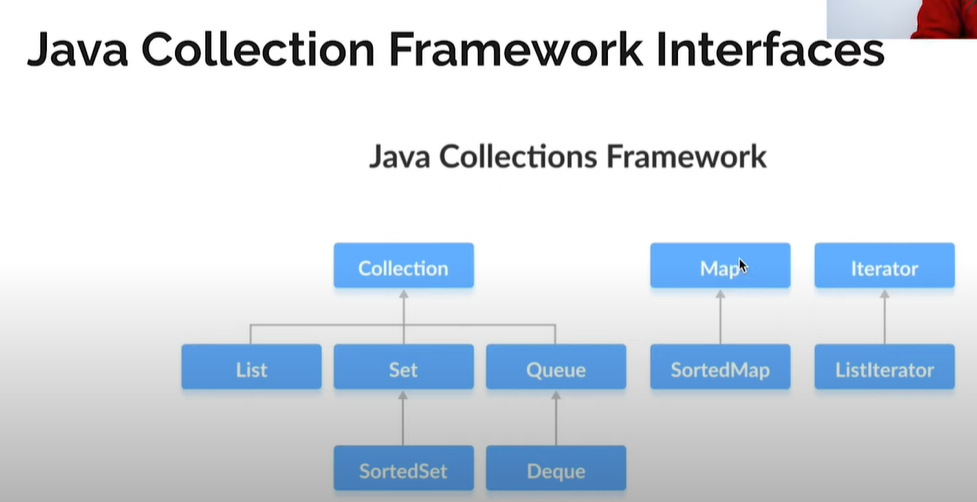 Java Collection Framework Interfaces
Java Collections Framework
Collection
Map
Iterator
List
Set
Queue
SortedMap
ListIterator
SortedSet
Deque